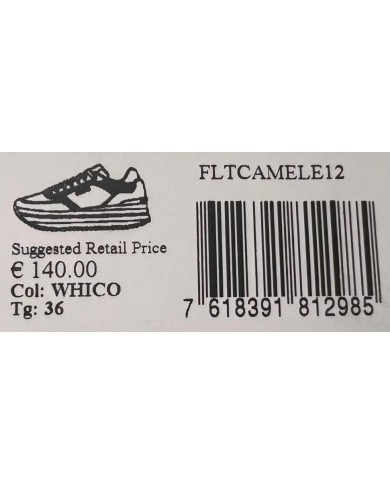 FLTCAMELE12
Suggested Retail Price
€ 140.00
Col: WHICO
Tg: 36
7 618391 812985